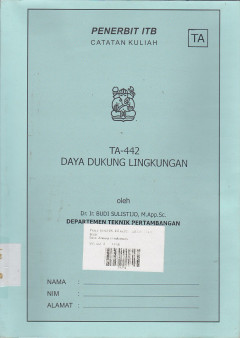 PENERBIT ITB
CATATAN KULIAH
TA
TA-442
DAYA DUKUNG LINGKUNGAN
oleh
Dr. Ir. BUDI SULISTIJO, M.App,Sc.
DEPARTEMEN TEKNIK PERTAMBANGAN
NAMA :
NIM :
ALAMAT :